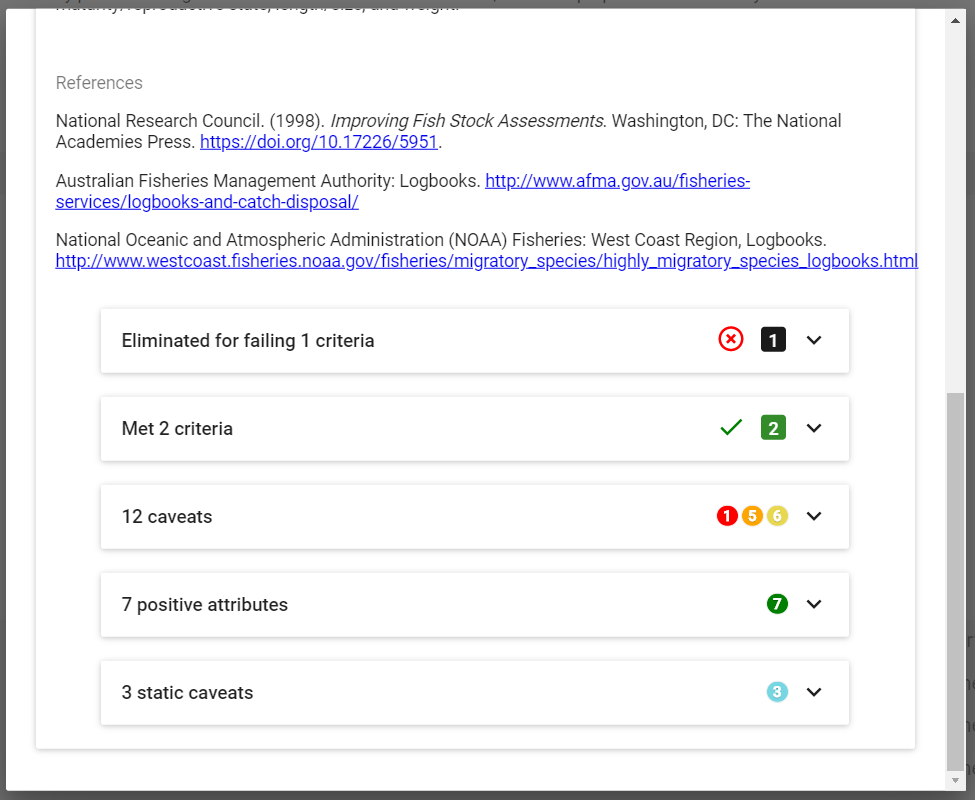 References
National Research Council. (1998). Improving Fish Stock Assessments. Washington, DC: The National
Academies Press. https://doi.org/10.17226/5951.
Australian Fisheries Management Authority: Logbooks. http://www.afma.gov.au/fisheries-
services/logbooks-and-catch-disposal/
National Oceanic and Atmospheric Administration (NOAA) Fisheries: West Coast Region, Logbooks.
http://www.westcoast.fisheries.noaa.gov/fisheries/migratory_species/highly_migratory_species_logbooks.html
Eliminated for failing 1 criteria 1
Met 2 criteria 2
12 caveats 1 5 6
7 positive attributes 7
3 static caveats 3